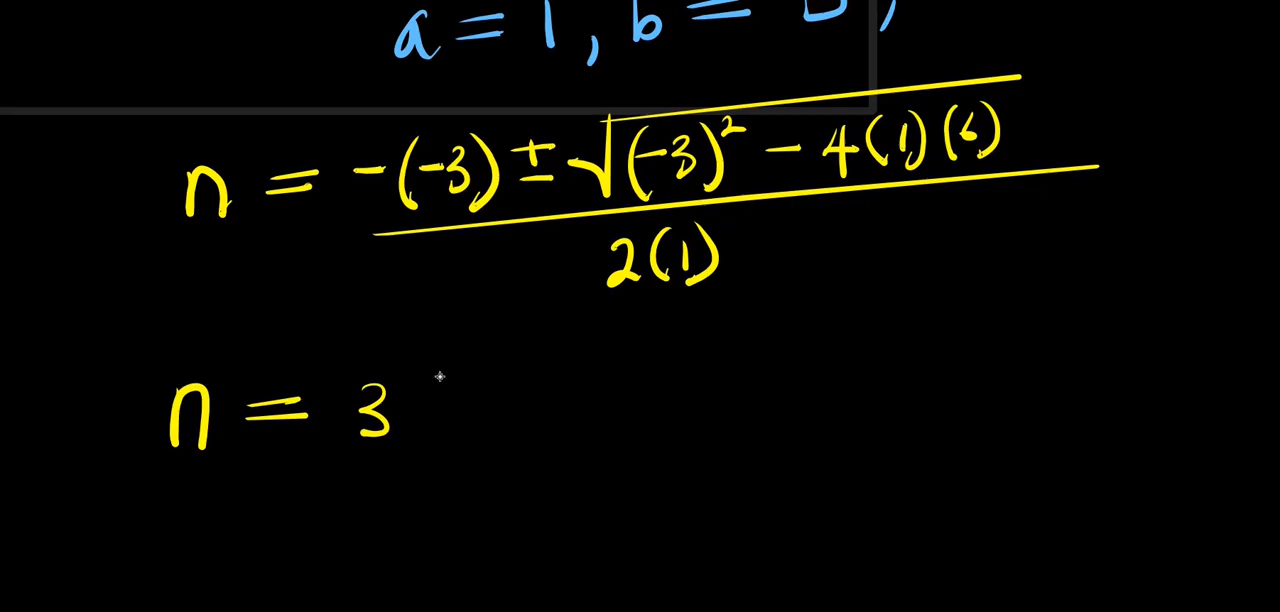 a = 1, b =
n = -(-3) ± √(-3)² - 4(1)(6)
2(1)
n = 3